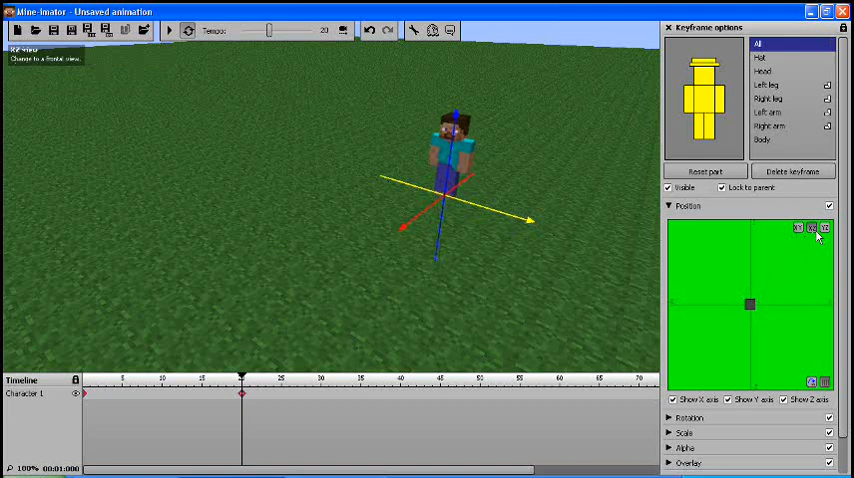 Mine-imator - Unsaved animation
Tempo:
20
XZ view
Change to a frontal view.
Keyframe options
All
Hat
Head
Left leg
Right leg
Left arm
Right arm
Body
Reset part
Delete keyframe
Visible
Lock to parent
Position
XY
XZ
YZ
Show X axis
Show Y axis
Show Z axis
Rotation
Scale
Alpha
Overlay
Timeline
5
10
15
25
30
35
40
45
50
55
60
65
70
Character 1
100%
00:01:000